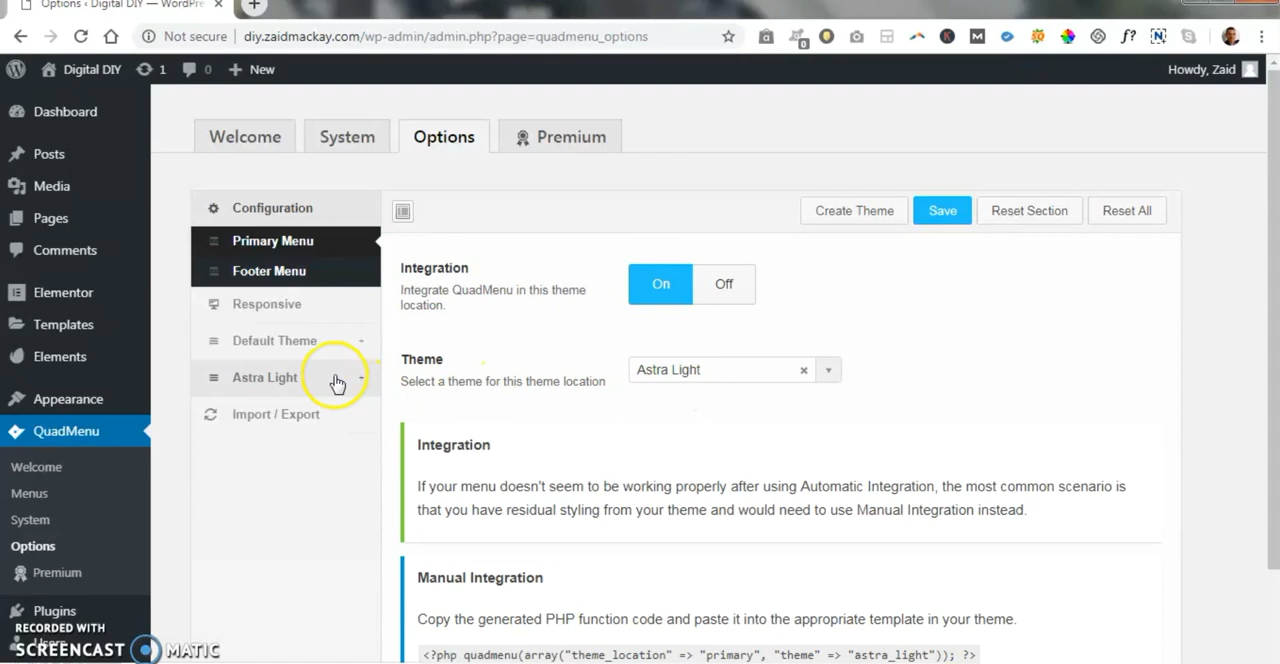 Options ‹ Digital DIY — WordPre
Not secure | diy.zaidmackay.com/wp-admin/admin.php?page=quadmenu_options
Digital DIY 1 0 New Howdy, Zaid
Dashboard
Posts
Media
Pages
Comments
Elementor
Templates
Elements
Appearance
QuadMenu
Welcome
Menus
System
Options
Premium
Plugins
Users
Welcome System Options Premium
Configuration
Primary Menu
Footer Menu
Responsive
Default Theme
Astra Light
Import / Export
Create Theme Save Reset Section Reset All
Integration
Integrate QuadMenu in this theme
location.
On Off
Theme
Select a theme for this theme location
Astra Light
Integration
If your menu doesn't seem to be working properly after using Automatic Integration, the most common scenario is
that you have residual styling from your theme and would need to use Manual Integration instead.
Manual Integration
Copy the generated PHP function code and paste it into the appropriate template in your theme.
<?php quadmenu(array("theme_location" => "primary", "theme" => "astra_light")); ?>
RECORDED WITH
SCREENCAST MATIC